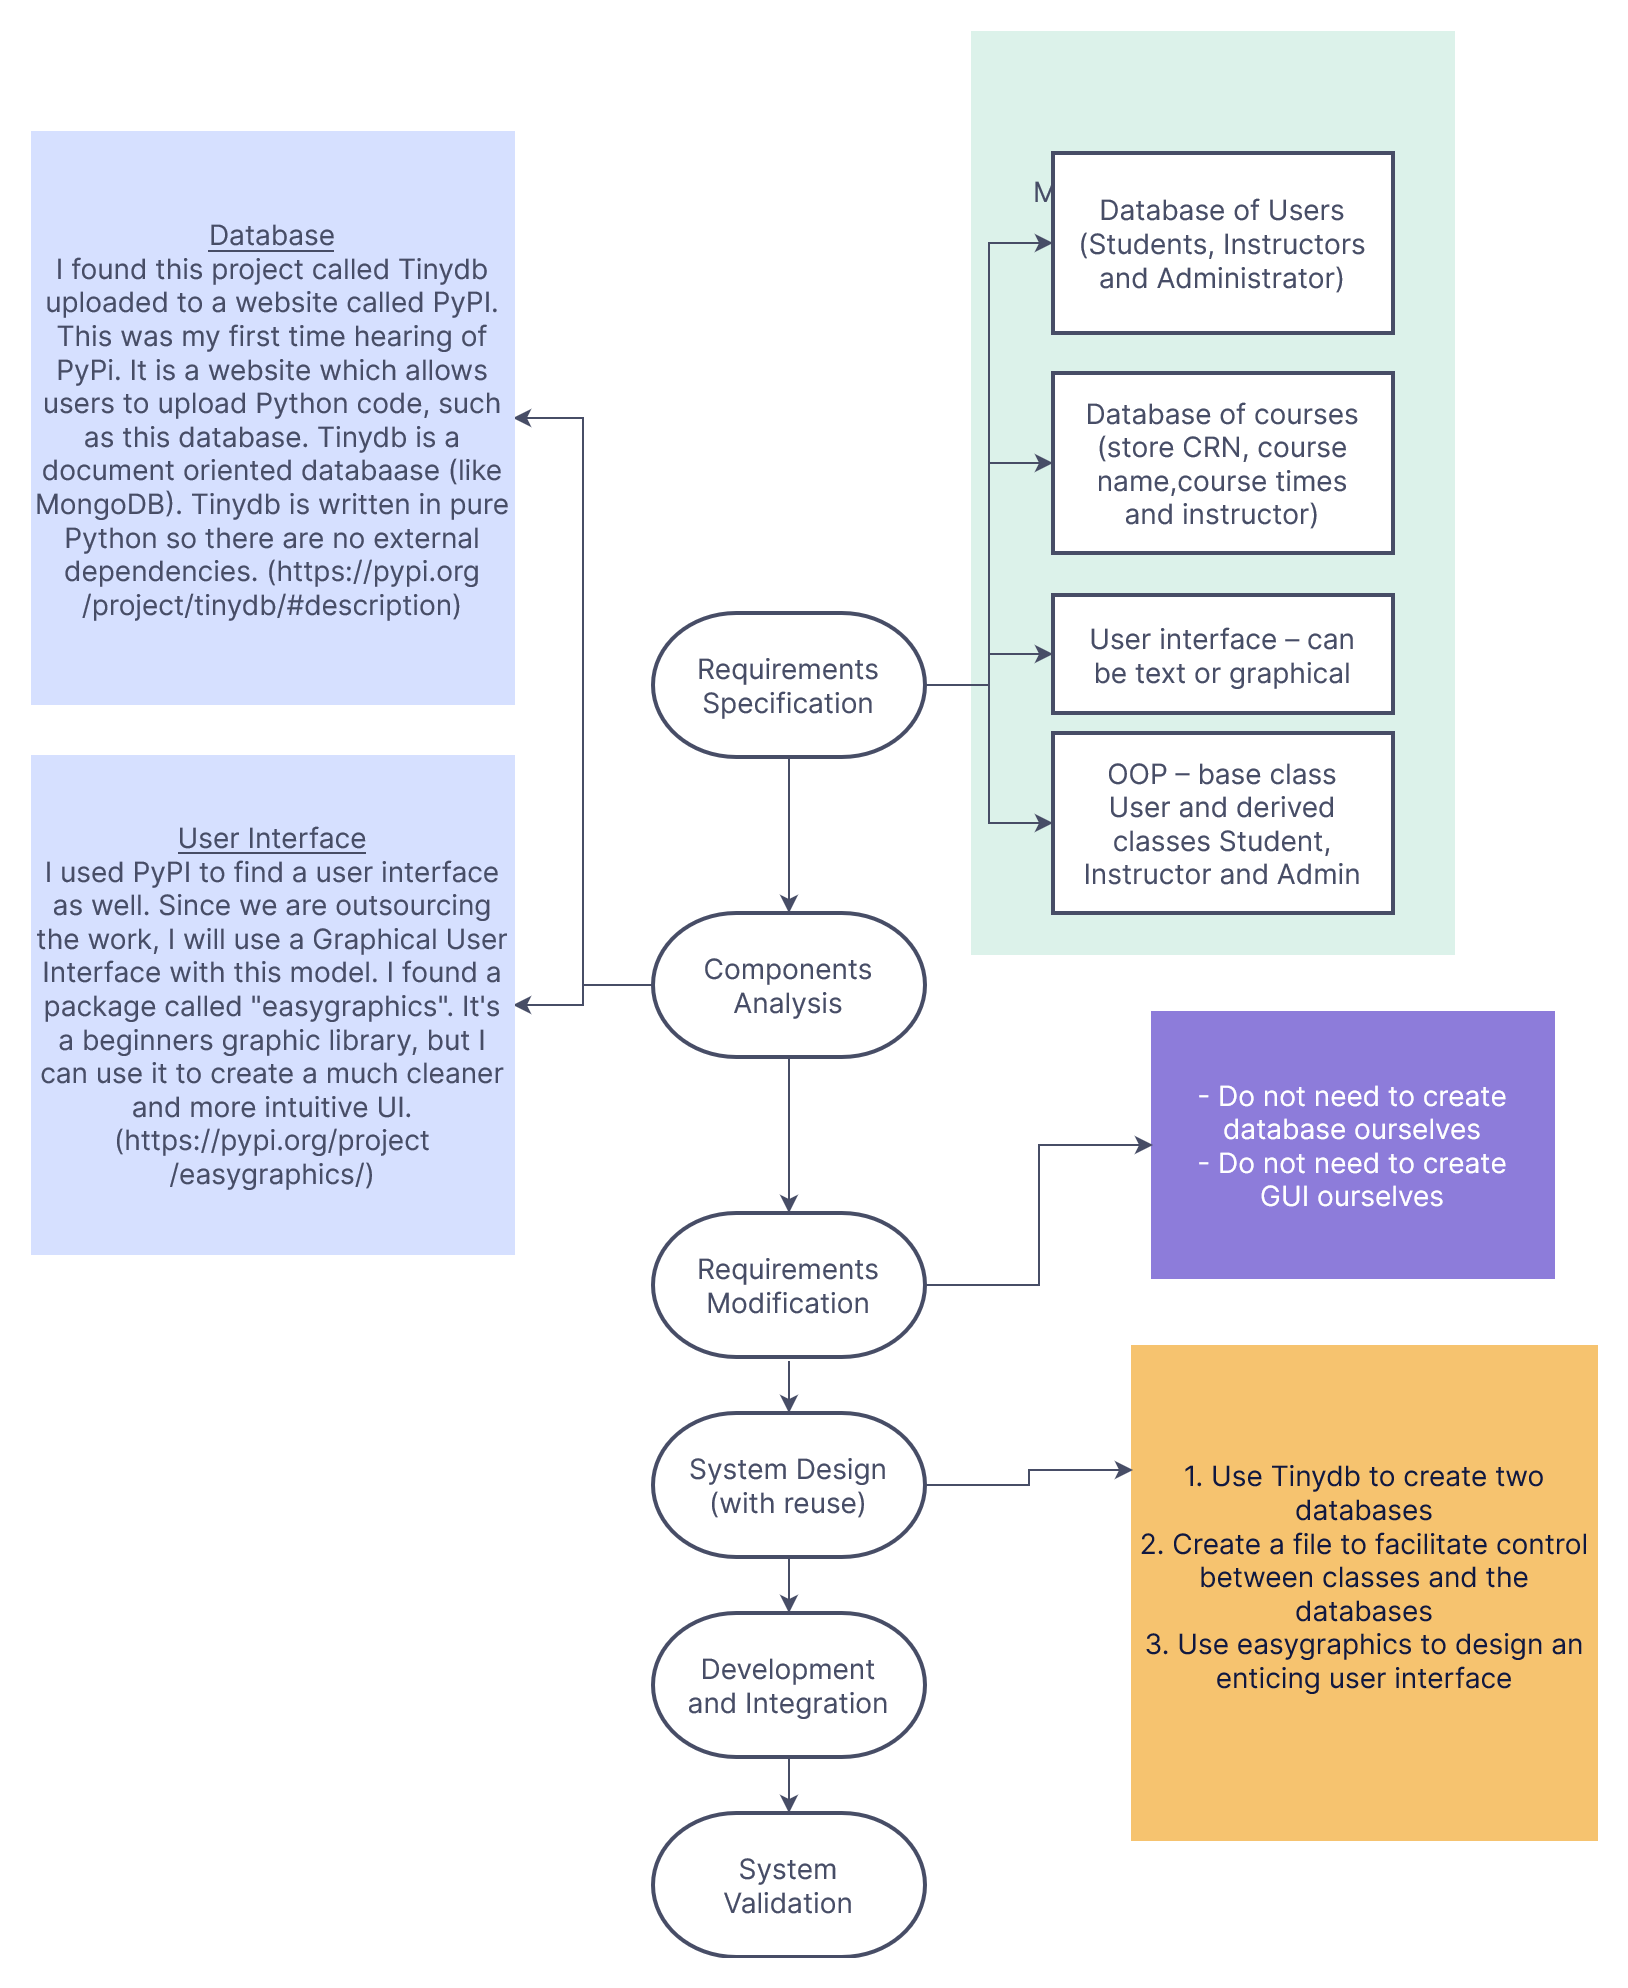 Database
I found this project called Tinydb
uploaded to a website called PyPI.
This was my first time hearing of
PyPi. It is a website which allows
users to upload Python code, such
as this database. Tinydb is a
document oriented databaase (like
MongoDB). Tinydb is written in pure
Python so there are no external
dependencies. (https://pypi.org
/project/tinydb/#description)
User Interface
I used PyPI to find a user interface
as well. Since we are outsourcing
the work, I will use a Graphical User
Interface with this model. I found a
package called "easygraphics". It's
a beginners graphic library, but I
can use it to create a much cleaner
and more intuitive UI.
(https://pypi.org/project
/easygraphics/)
Requirements
Specification
Components
Analysis
Requirements
Modification
System Design
(with reuse)
Development
and Integration
System
Validation
Database of Users
(Students, Instructors
and Administrator)
Database of courses
(store CRN, course
name,course times
and instructor)
User interface – can
be text or graphical
OOP – base class
User and derived
classes Student,
Instructor and Admin
- Do not need to create
database ourselves
- Do not need to create
GUI ourselves
1. Use Tinydb to create two
databases
2. Create a file to facilitate control
between classes and the
databases
3. Use easygraphics to design an
enticing user interface